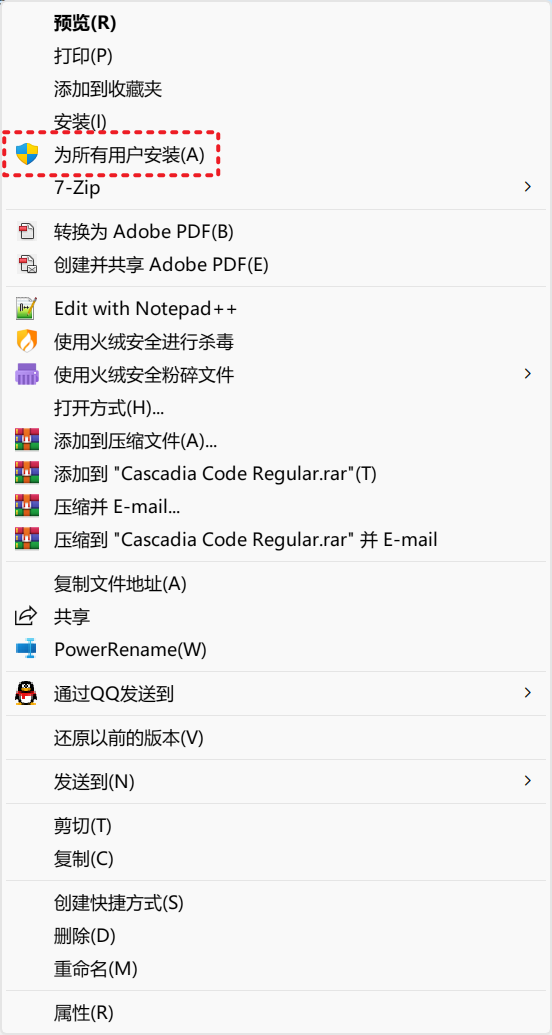 预览(R)
打印(P)
添加到收藏夹
安装(I)
为所有用户安装(A)
7-Zip
转换为 Adobe PDF(B)
创建并共享 Adobe PDF(E)
Edit with Notepad++
使用火绒安全进行杀毒
使用火绒安全粉碎文件
打开方式(H)...
添加到压缩文件(A)...
添加到 "Cascadia Code Regular.rar"(T)
压缩并 E-mail...
压缩到 "Cascadia Code Regular.rar" 并 E-mail
复制文件地址(A)
共享
PowerRename(W)
通过QQ发送到
还原以前的版本(V)
发送到(N)
剪切(T)
复制(C)
创建快捷方式(S)
删除(D)
重命名(M)
属性(R)